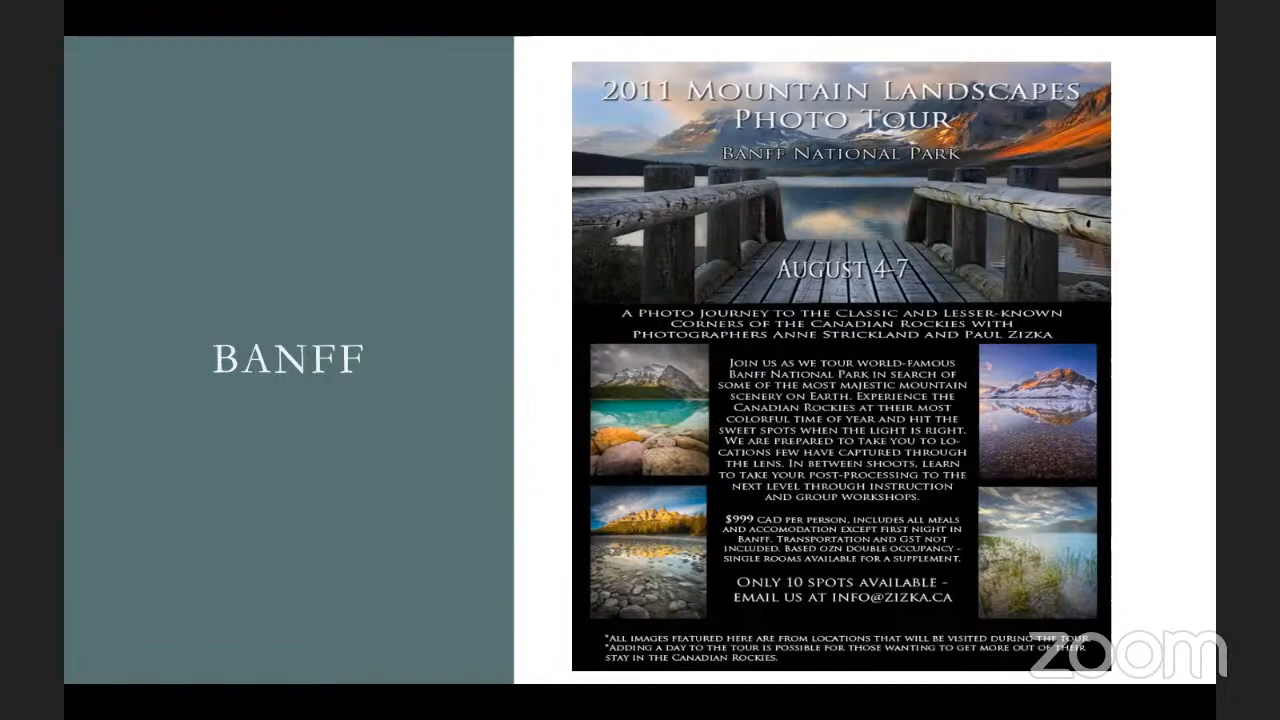 BANFF
2011 MOUNTAIN LANDSCAPES
PHOTO TOUR
BANFF NATIONAL PARK
AUGUST 4-7
A PHOTO JOURNEY TO THE CLASSIC AND LESSER-KNOWN
CORNERS OF THE CANADIAN ROCKIES WITH
PHOTOGRAPHERS ANNE STRICKLAND AND PAUL ZIZKA
JOIN US AS WE TOUR WORLD-FAMOUS
BANFF NATIONAL PARK IN SEARCH OF
SOME OF THE MOST MAJESTIC MOUNTAIN
SCENERY ON EARTH. EXPERIENCE THE
CANADIAN ROCKIES AT THEIR MOST
COLORFUL TIME OF YEAR AND HIT THE
SWEET SPOTS WHEN THE LIGHT IS RIGHT.
WE ARE PREPARED TO TAKE YOU TO LO-
CATIONS FEW HAVE CAPTURED THROUGH
THE LENS. IN BETWEEN SHOOTS, LEARN
TO TAKE YOUR POST-PROCESSING TO THE
NEXT LEVEL THROUGH INSTRUCTION
AND GROUP WORKSHOPS.
$999 CAD PER PERSON. INCLUDES ALL MEALS
AND ACCOMODATION EXCEPT FIRST NIGHT IN
BANFF. TRANSPORTATION AND GST NOT
INCLUDED. BASED OZN DOUBLE OCCUPANCY -
SINGLE ROOMS AVAILABLE FOR A SUPPLEMENT.
ONLY 10 SPOTS AVAILABLE -
EMAIL US AT INFO@ZIZKA.CA
*ALL IMAGES FEATURED HERE ARE FROM LOCATIONS THAT WILL BE VISITED DURING THE TOUR
*ADDING A DAY TO THE TOUR IS POSSIBLE FOR THOSE WANTING TO GET MORE OUT OF THEIR
STAY IN THE CANADIAN ROCKIES.
zoom